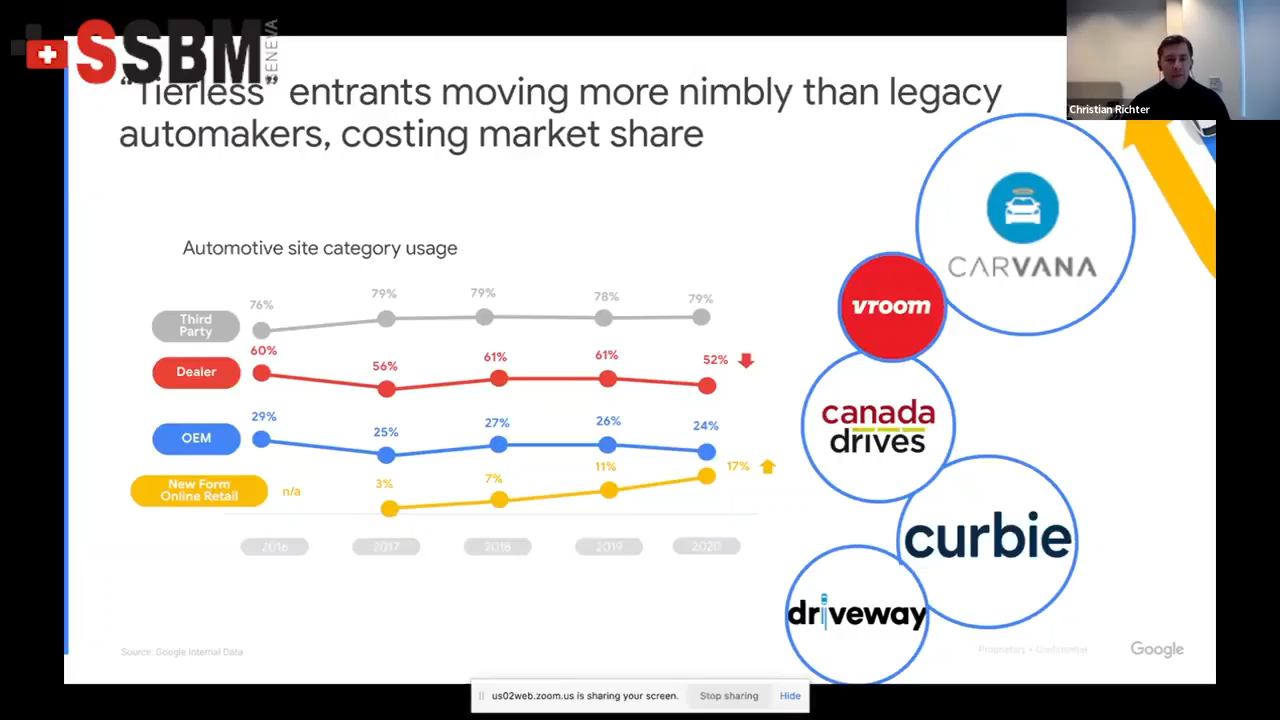 SSBM
GENEVA
Christian Richter
"Tierless" entrants moving more nimbly than legacy
automakers, costing market share
CARVANA
vroom
canada
drives
curbie
driveway
Automotive site category usage
Third
Party
76%
79%
79%
78%
79%
Dealer
60%
56%
61%
61%
52%
OEM
29%
25%
27%
26%
24%
New Form
Online Retail
n/a
3%
7%
11%
17%
2016
2017
2018
2019
2020
Source: Google Internal Data
Proprietary + Confidential
Google
us02web.zoom.us is sharing your screen.
Stop sharing
Hide